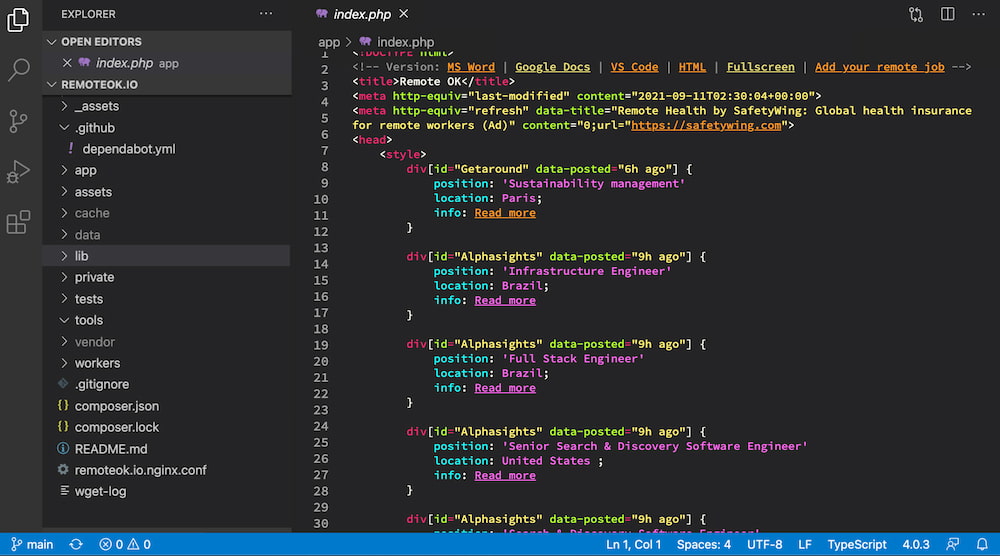 EXPLORER
OPEN EDITORS
index.php app
REMOTEOK.IO
_assets
.github
! dependabot.yml
app
assets
cache
data
lib
private
tests
tools
vendor
workers
.gitignore
{} composer.json
{} composer.lock
README.md
remoteok.io.nginx.conf
wget-log
index.php
app > index.php
1 <!DOCTYPE html>
2 <!-- Version: MS Word | Google Docs | VS Code | HTML | Fullscreen | Add your remote job -->
3 <title>Remote OK</title>
4 <meta http-equiv="last-modified" content="2021-09-11T02:30:04+00:00">
5 <meta http-equiv="refresh" data-title="Remote Health by SafetyWing: Global health insurance
for remote workers (Ad)" content="0;url="https://safetywing.com">
6 <head>
7 <style>
8 div[id="Getaround" data-posted="6h ago"] {
9 position: 'Sustainability management'
10 location: Paris;
11 info: Read more
12 }
13
14 div[id="Alphasights" data-posted="9h ago"] {
15 position: 'Infrastructure Engineer'
16 location: Brazil;
17 info: Read more
18 }
19 div[id="Alphasights" data-posted="9h ago"] {
20 position: 'Full Stack Engineer'
21 location: Brazil;
22 info: Read more
23 }
24 div[id="Alphasights" data-posted="9h ago"] {
25 position: 'Senior Search & Discovery Software Engineer'
26 location: United States ;
27 info: Read more
28 }
29 div[id="Alphasights" data-posted="9h ago"] {
30 position: 'Search & Discovery Software Engineer'
main
0 0
Ln 1, Col 1 Spaces: 4 UTF-8 LF TypeScript 4.0.3